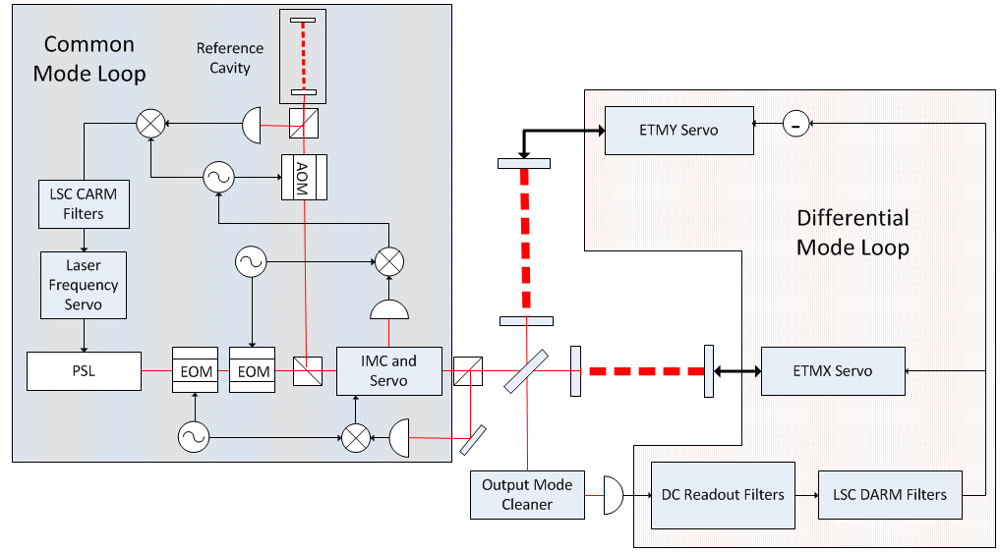 Common
Mode Loop
Reference
Cavity
AOM
LSC CARM
Filters
Laser
Frequency
Servo
PSL
EOM
EOM
IMC and
Servo
ETMY Servo
-
Differential
Mode Loop
ETMX Servo
Output Mode
Cleaner
DC Readout Filters
LSC DARM Filters